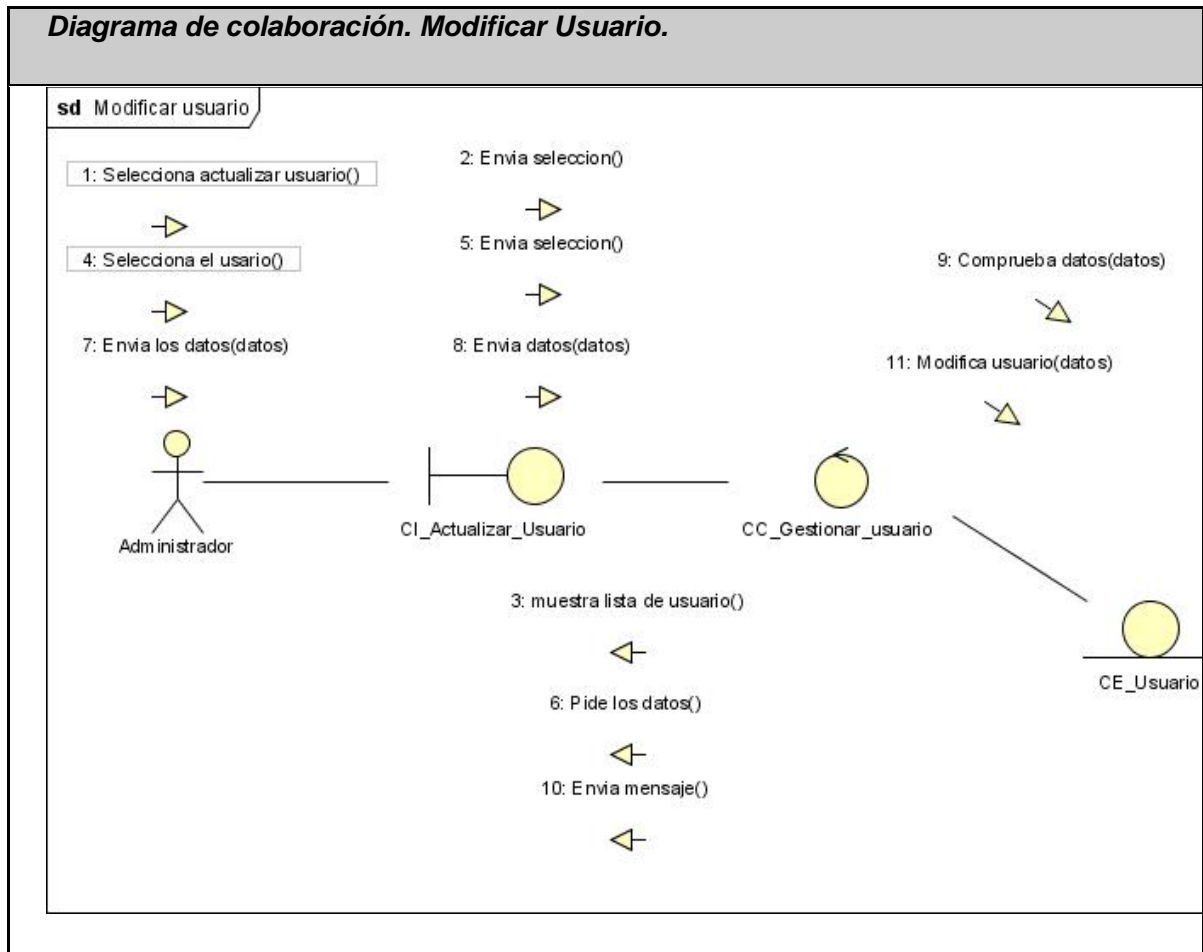 Diagrama de colaboración. Modificar Usuario.
sd Modificar usuario
1: Selecciona actualizar usuario()
2: Envia seleccion()
4: Selecciona el usario()
5: Envia seleccion()
9: Comprueba datos(datos)
7: Envia los datos(datos)
8: Envia datos(datos)
11: Modifica usuario(datos)
Administrador
CI_Actualizar_Usuario
CC_Gestionar_usuario
3: muestra lista de usuario()
CE_Usuario
6: Pide los datos()
10: Envia mensaje()